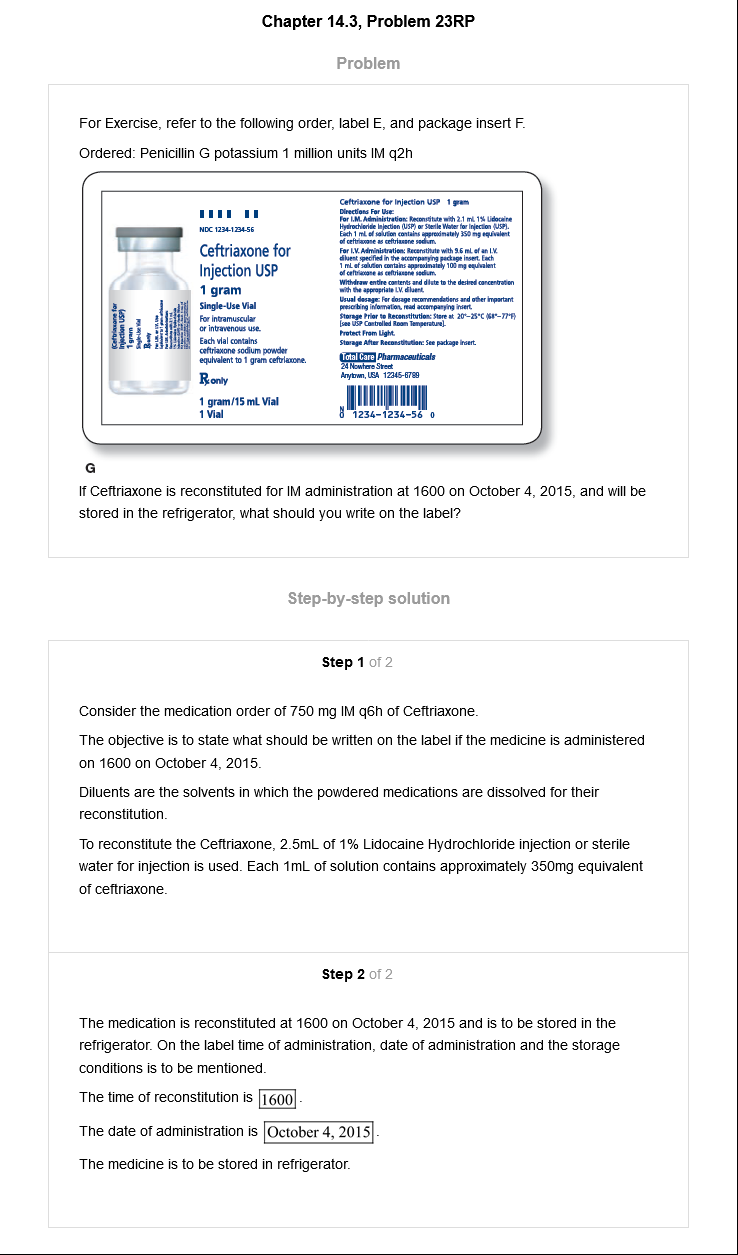 Chapter 14.3, Problem 23RP
Problem
For Exercise, refer to the following order, label E, and package insert F.
Ordered: Penicillin G potassium 1 million units IM q2h
NDC 1234-1234-56
Ceftriaxone for
Injection USP
1 gram
Single-Use Vial
For intramuscular
or intravenous use.
Each vial contains
ceftriaxone sodium powder
equivalent to 1 gram ceftriaxone.
Rx only
1 gram/15 mL Vial
1 Vial
Ceftriaxone for Injection USP 1 gram
Directions For Use:
For I.M. Administration: Reconstitute with 2.1 mL 1% Lidocaine
Hydrochloride Injection (USP) or Sterile Water for Injection (USP).
Each 1 mL of solution contains approximately 350 mg equivalent
of ceftriaxone as ceftriaxone sodium.
For I.V. Administration: Reconstitute with 9.6 mL of an I.V.
diluent specified in the accompanying package insert. Each
1 mL of solution contains approximately 100 mg equivalent
of ceftriaxone as ceftriaxone sodium.
Withdraw entire contents and dilute to the desired concentration
with the appropriate I.V. diluent.
Usual dosage: For dosage recommendations and other important
prescribing information, read accompanying insert.
Storage Prior to Reconstitution: Store at 20°–25°C (68°–77°F)
[see USP Controlled Room Temperature].
Protect From Light.
Storage After Reconstitution: See package insert.
Total Care Pharmaceuticals
24 Nowhere Street
Anytown, USA 12345-6789
1234-1234-56 0
Ceftriaxone for
Injection USP
1 gram
Single-Use Vial
Rx only
G
If Ceftriaxone is reconstituted for IM administration at 1600 on October 4, 2015, and will be
stored in the refrigerator, what should you write on the label?
Step-by-step solution
Step 1 of 2
Consider the medication order of 750 mg IM q6h of Ceftriaxone.
The objective is to state what should be written on the label if the medicine is administered
on 1600 on October 4, 2015.
Diluents are the solvents in which the powdered medications are dissolved for their
reconstitution.
To reconstitute the Ceftriaxone, 2.5mL of 1% Lidocaine Hydrochloride injection or sterile
water for injection is used. Each 1mL of solution contains approximately 350mg equivalent
of ceftriaxone.
Step 2 of 2
The medication is reconstituted at 1600 on October 4, 2015 and is to be stored in the
refrigerator. On the label time of administration, date of administration and the storage
conditions is to be mentioned.
The time of reconstitution is 1600.
The date of administration is October 4, 2015.
The medicine is to be stored in refrigerator.